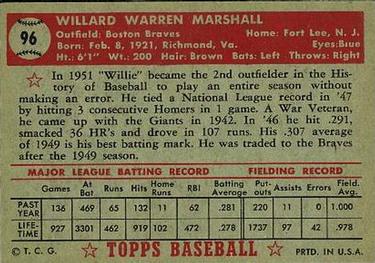 96
WILLARD WARREN MARSHALL
Outfield: Boston Braves Home: Fort Lee, N. J.
Born: Feb. 8, 1921, Richmond, Va. Eyes: Blue
Ht.: 6'1" Wt.: 200 Hair: Brown Bats: Left Throws: Right
In 1951 "Willie" became the 2nd outfielder in the His-
tory of Baseball to play an entire season without
making an error. He tied a National League record in '47
by hitting 3 consecutive Homers in 1 game. A War Veteran,
he came up with the Giants in 1942. In '46 he hit .291,
smacked 36 HR's and drove in 107 runs. His .307 average
of 1949 is his best batting mark. He was traded to the Braves
after the 1949 season.
MAJOR LEAGUE BATTING RECORD FIELDING RECORD
Games At Bat Runs Hits Home Runs RBI Batting Average Put-outs Assists Errors Field. Avg.
PAST YEAR 136 469 65 132 11 62 .281 220 11 0 1.000
LIFE-TIME 927 3301 462 919 102 472 .278 1737 97 42 .978
© T. C. G. TOPPS BASEBALL PRTD. IN U.S.A.